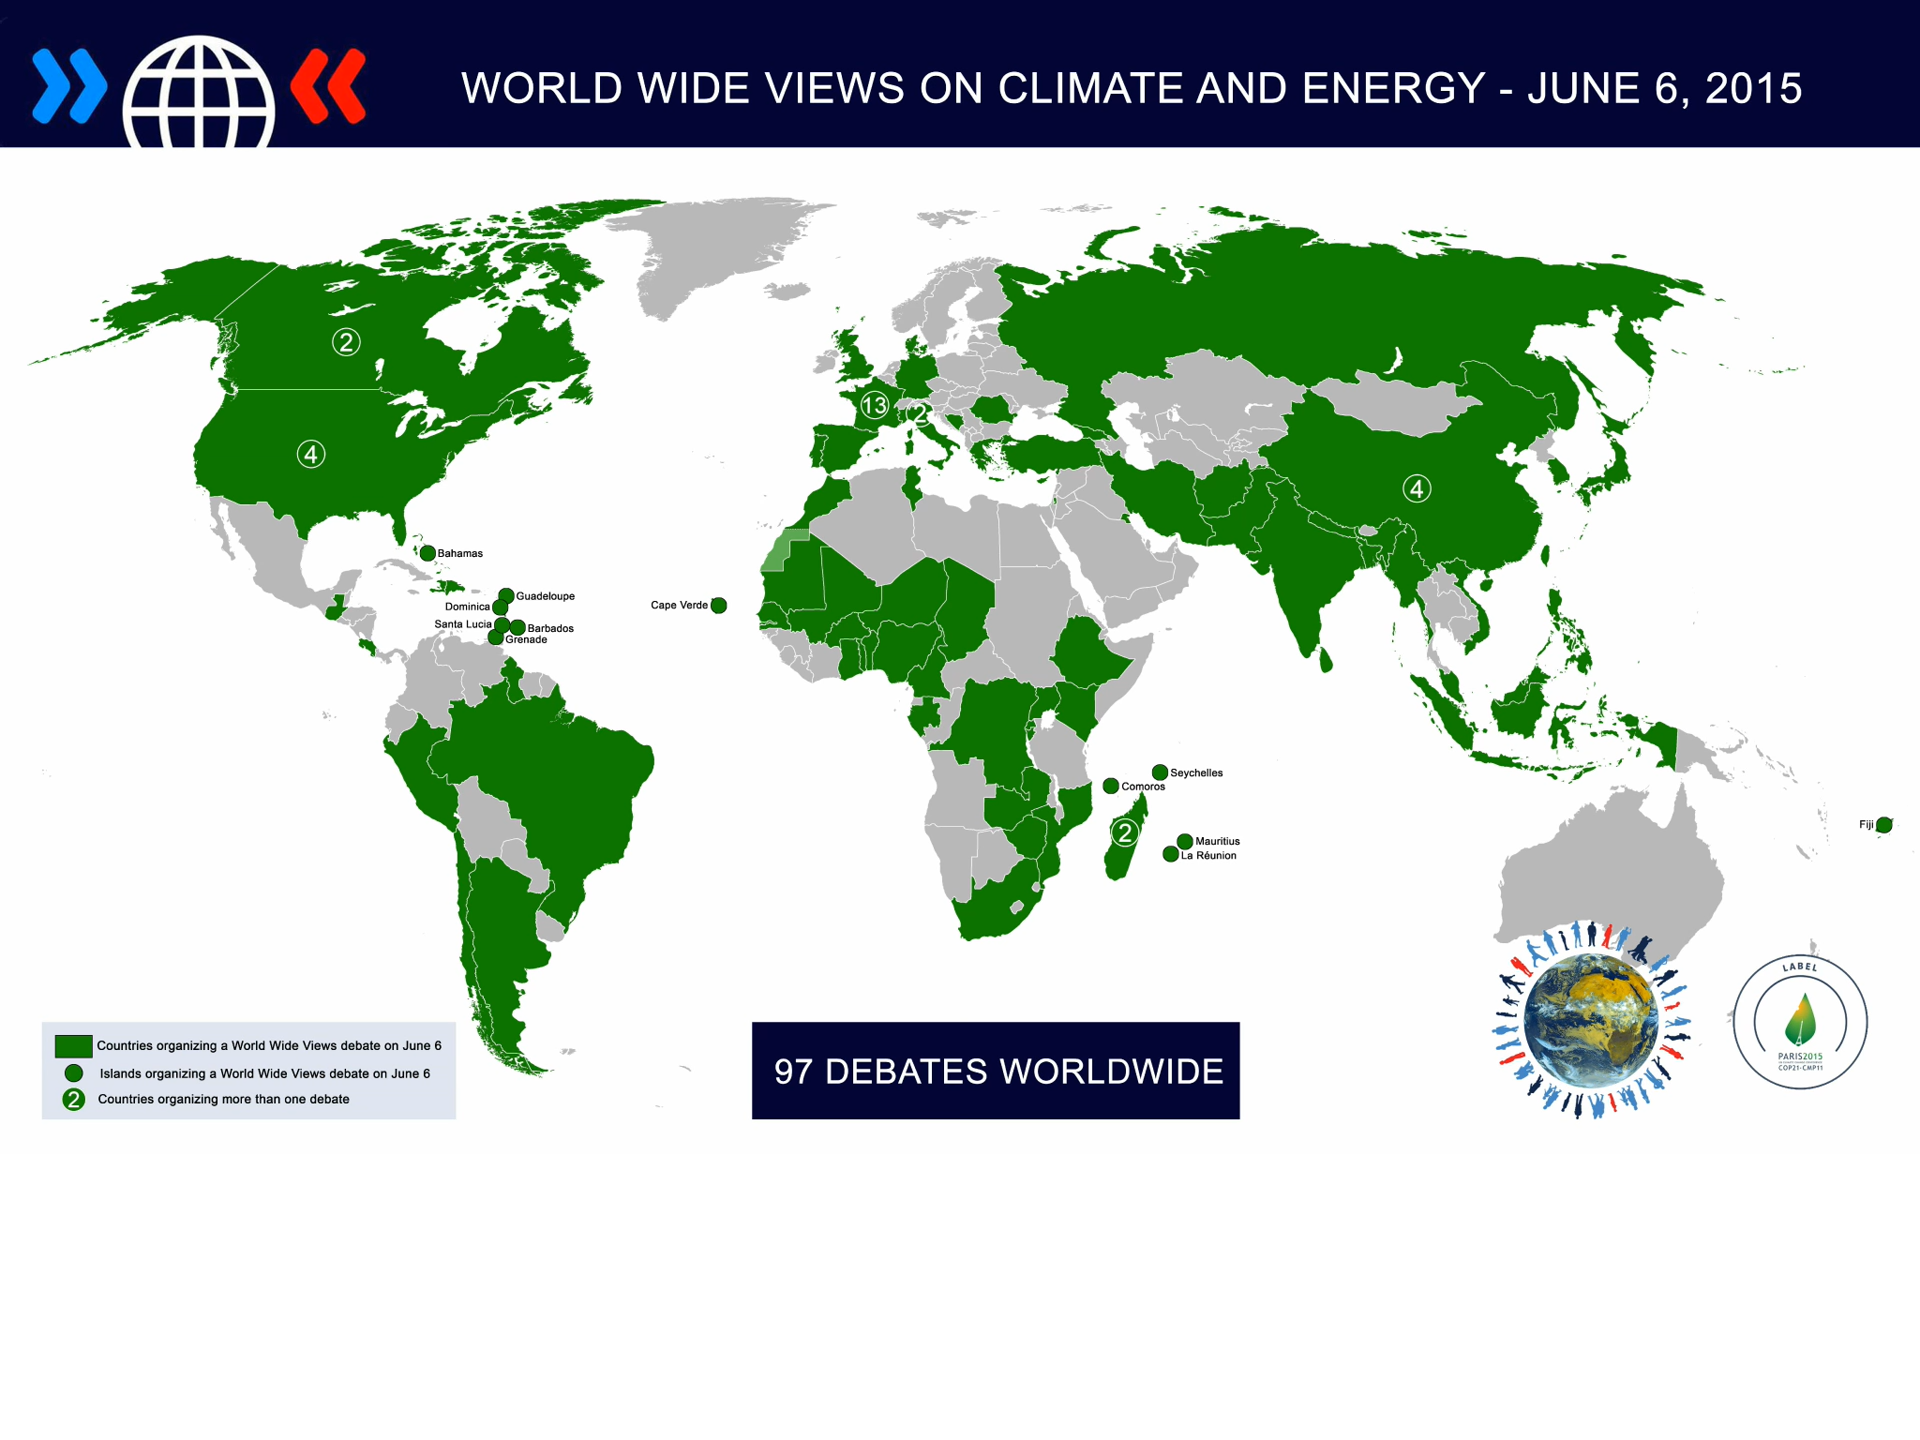 WORLD WIDE VIEWS ON CLIMATE AND ENERGY - JUNE 6, 2015
2
13
2
4
4
Bahamas
Guadeloupe
Dominica
Cape Verde
Santa Lucia
Barbados
Grenade
Seychelles
Comoros
2
Fiji
Mauritius
La Réunion
LABEL
Countries organizing a World Wide Views debate on June 6
Islands organizing a World Wide Views debate on June 6
2 Countries organizing more than one debate
97 DEBATES WORLDWIDE
PARIS2015
COP21-CMP11